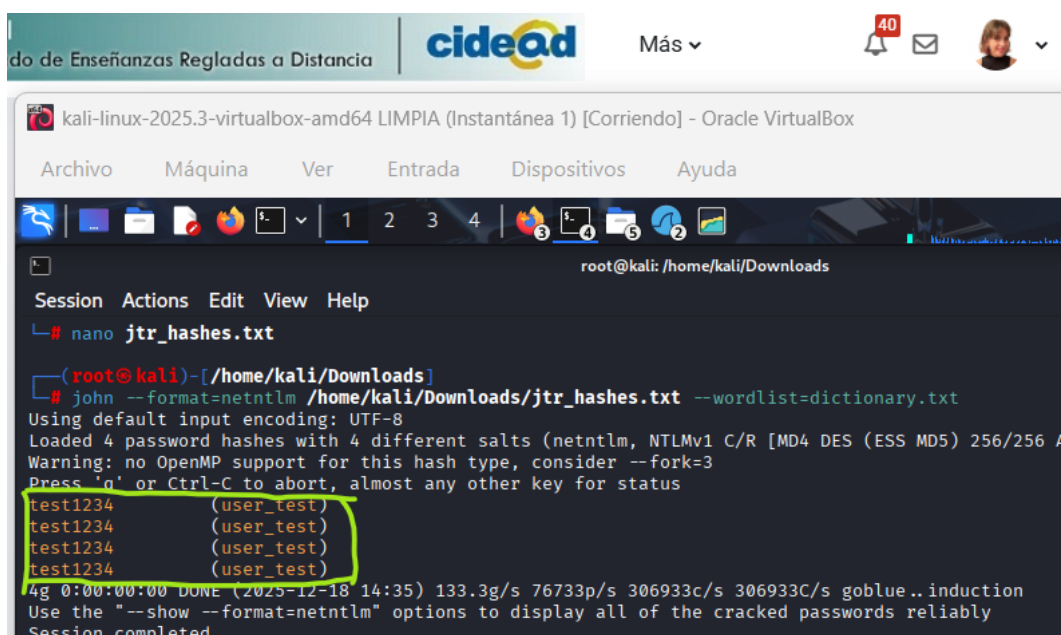 do de Enseñanzas Regladas a Distancia
cidead
Más
40
kali-linux-2025.3-virtualbox-amd64 LIMPIA (Instantánea 1) [Corriendo] - Oracle VirtualBox
Archivo Máquina Ver Entrada Dispositivos Ayuda
1 2 3 4 3 4 5 2
root@kali: /home/kali/Downloads
Session Actions Edit View Help
└─# nano jtr_hashes.txt
┌──(root㉿kali)-[/home/kali/Downloads]
└─# john --format=netntlm /home/kali/Downloads/jtr_hashes.txt --wordlist=dictionary.txt
Using default input encoding: UTF-8
Loaded 4 password hashes with 4 different salts (netntlm, NTLMv1 C/R [MD4 DES (ESS MD5) 256/256 A
Warning: no OpenMP support for this hash type, consider --fork=3
Press 'q' or Ctrl-C to abort, almost any other key for status
test1234 (user_test)
test1234 (user_test)
test1234 (user_test)
test1234 (user_test)
4g 0:00:00:00 DONE (2025-12-18 14:35) 133.3g/s 76733p/s 306933c/s 306933C/s goblue..induction
Use the "--show --format=netntlm" options to display all of the cracked passwords reliably
Session completed